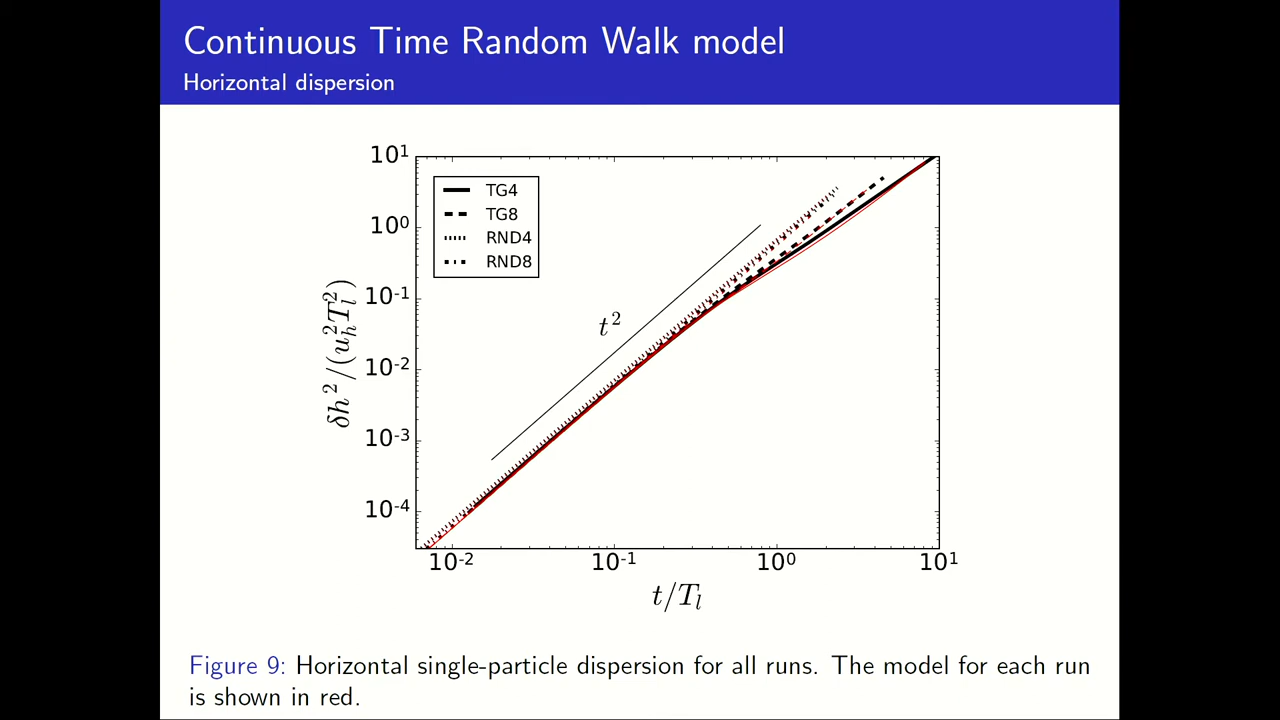 Continuous Time Random Walk model
Horizontal dispersion
10¹
10⁰
10⁻¹
10⁻²
10⁻³
10⁻⁴
δh²/(u_h²T_l²)
TG4
TG8
RND4
RND8
t²
10⁻² 10⁻¹ 10⁰ 10¹
t/T_l
Figure 9: Horizontal single-particle dispersion for all runs. The model for each run
is shown in red.